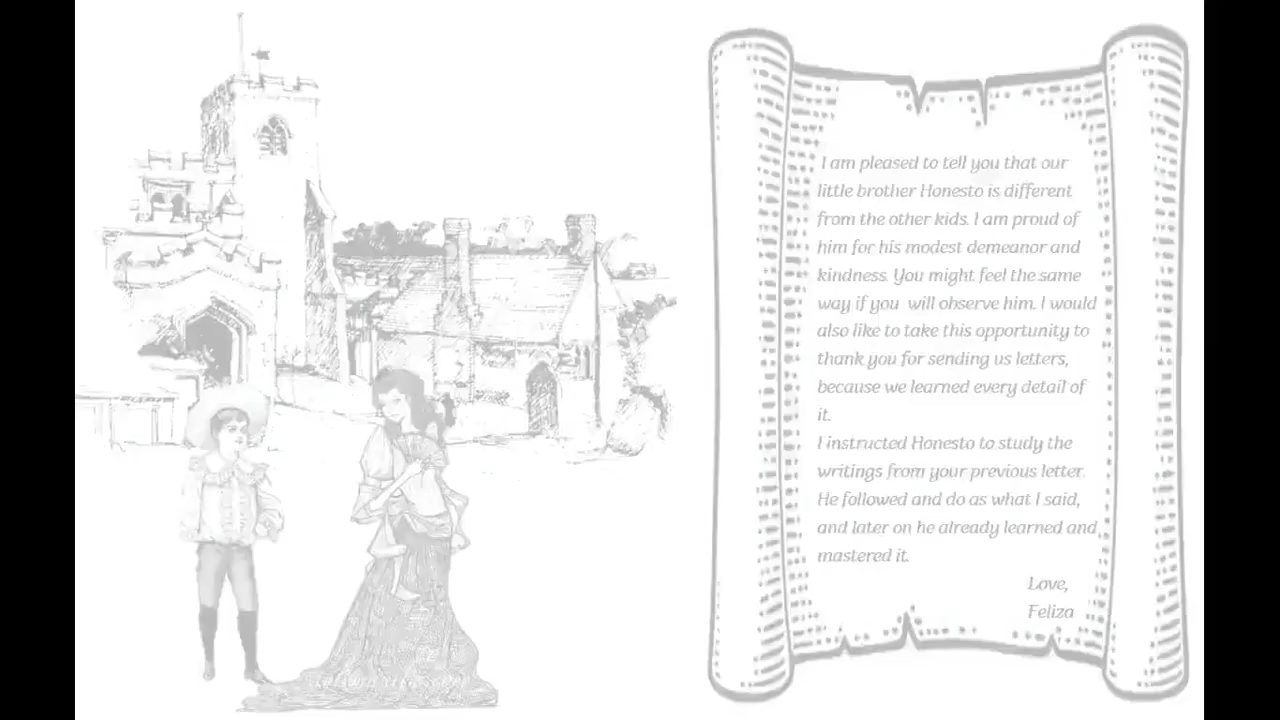 I am pleased to tell you that our
little brother Honesto is different
from the other kids. I am proud of
him for his modest demeanor and
kindness. You might feel the same
way if you will observe him. I would
also like to take this opportunity to
thank you for sending us letters,
because we learned every detail of
it.
I instructed Honesto to study the
writings from your previous letter.
He followed and do as what I said,
and later on he already learned and
mastered it.
Love,
Feliza